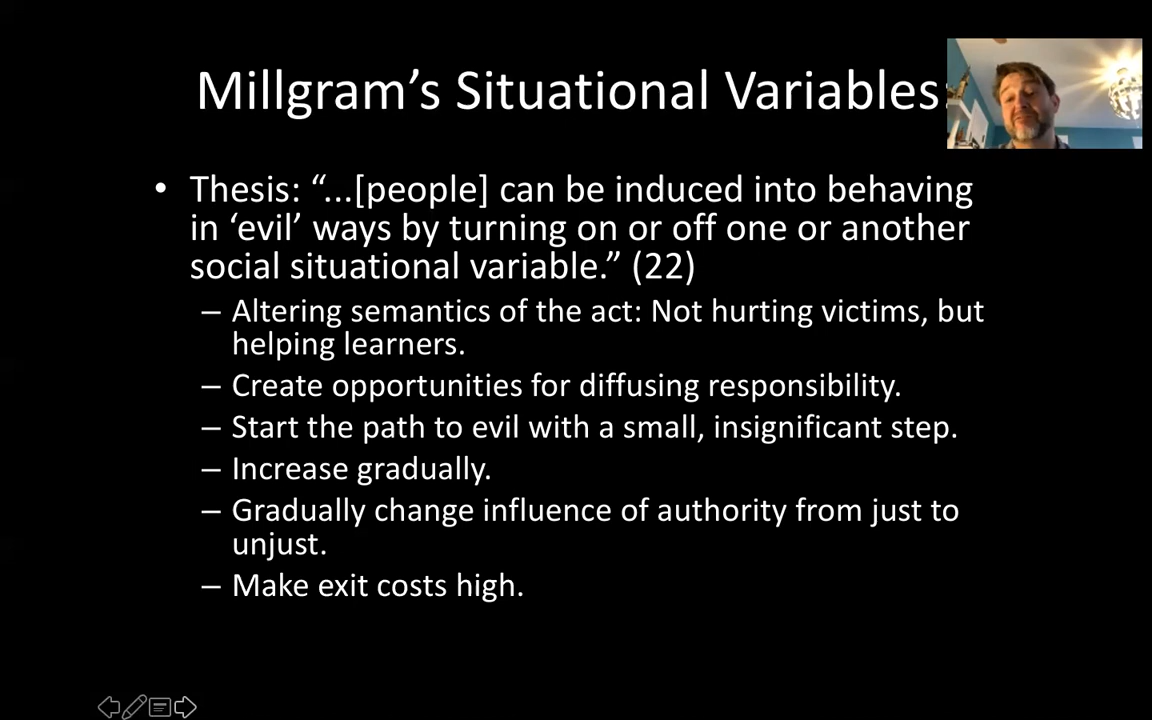 Millgram’s Situational Variables:
• Thesis: “...[people] can be induced into behaving
in ‘evil’ ways by turning on or off one or another
social situational variable.” (22)
– Altering semantics of the act: Not hurting victims, but
helping learners.
– Create opportunities for diffusing responsibility.
– Start the path to evil with a small, insignificant step.
– Increase gradually.
– Gradually change influence of authority from just to
unjust.
– Make exit costs high.